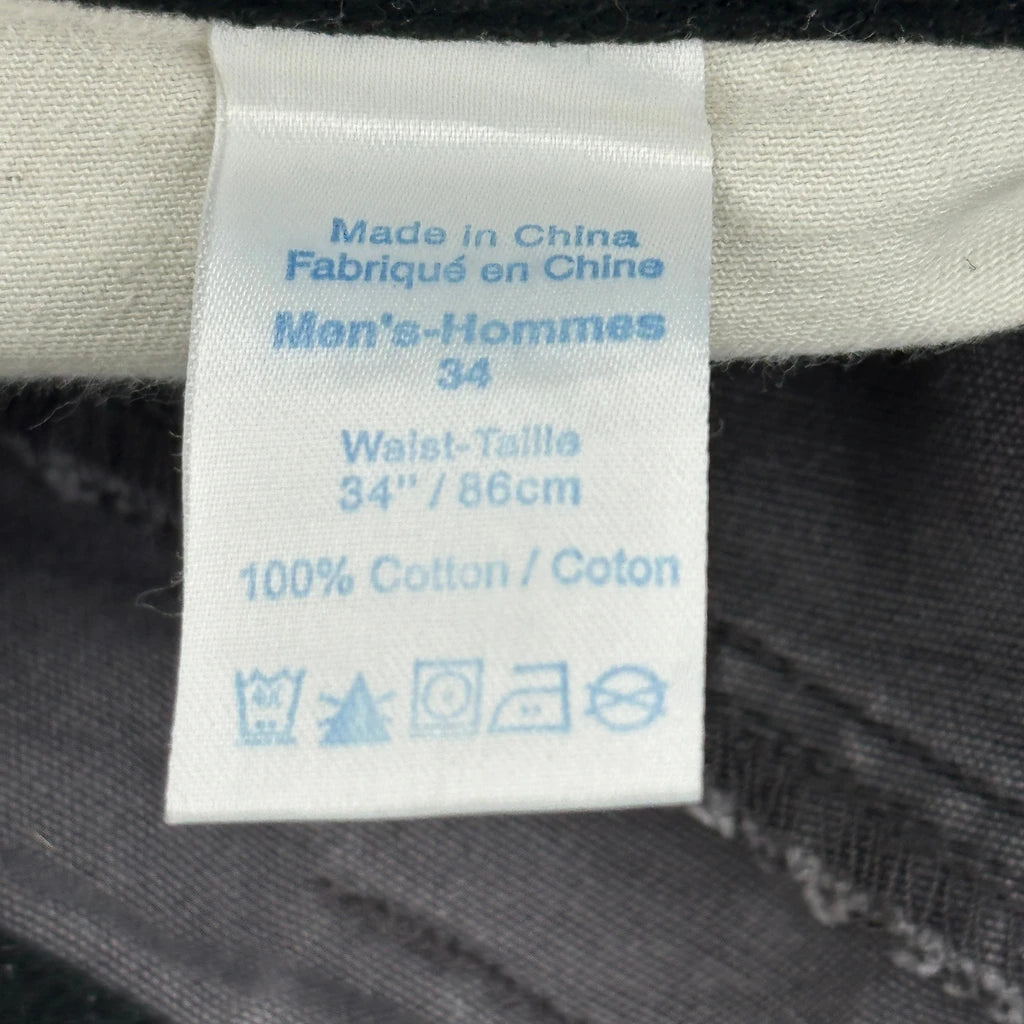 Made in China
Fabriqué en Chine
Men's-Hommes
34
Waist-Taille
34" / 86cm
100% Cotton / Coton